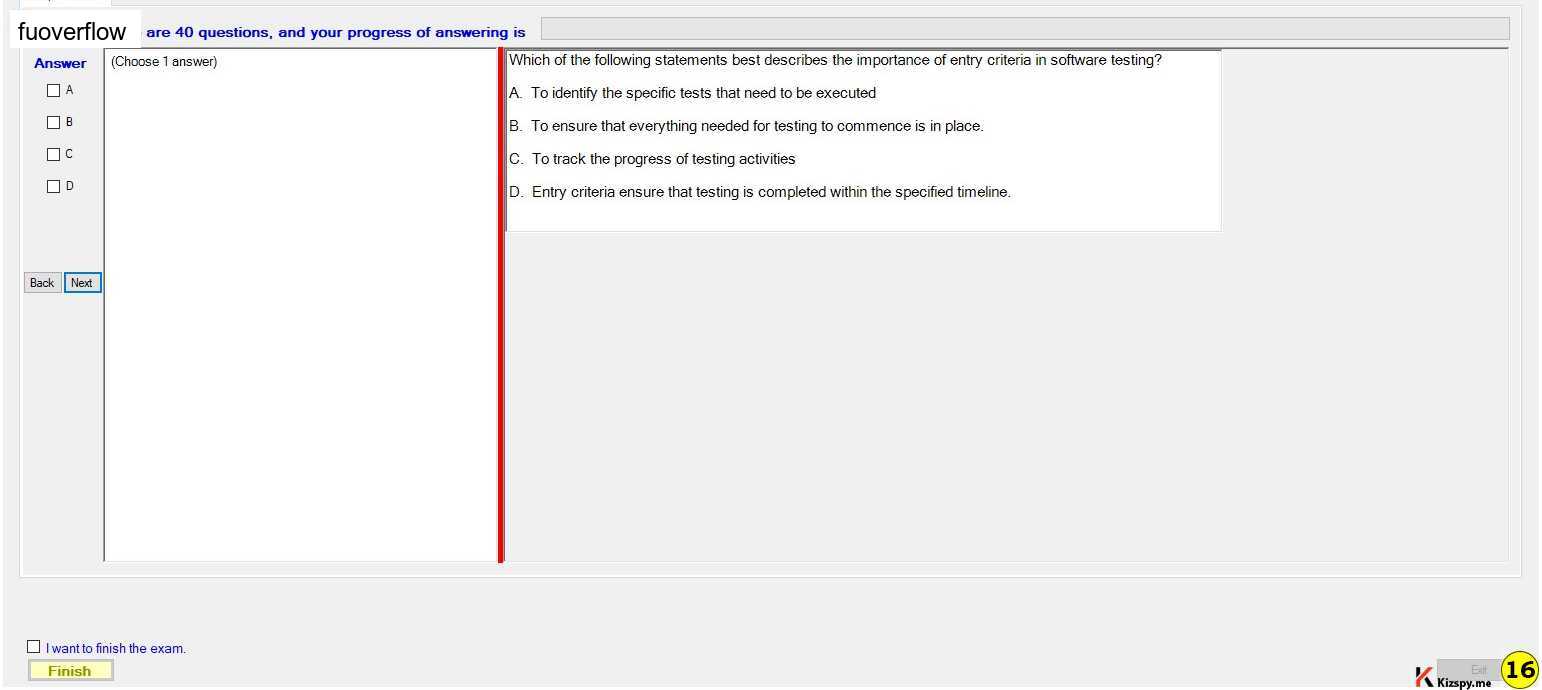 fuoverflow are 40 questions, and your progress of answering is
Answer
(Choose 1 answer)
A
B
C
D
Back Next
Which of the following statements best describes the importance of entry criteria in software testing?
A. To identify the specific tests that need to be executed
B. To ensure that everything needed for testing to commence is in place.
C. To track the progress of testing activities
D. Entry criteria ensure that testing is completed within the specified timeline.
I want to finish the exam.
Finish
Exit
Kizspy.me
16